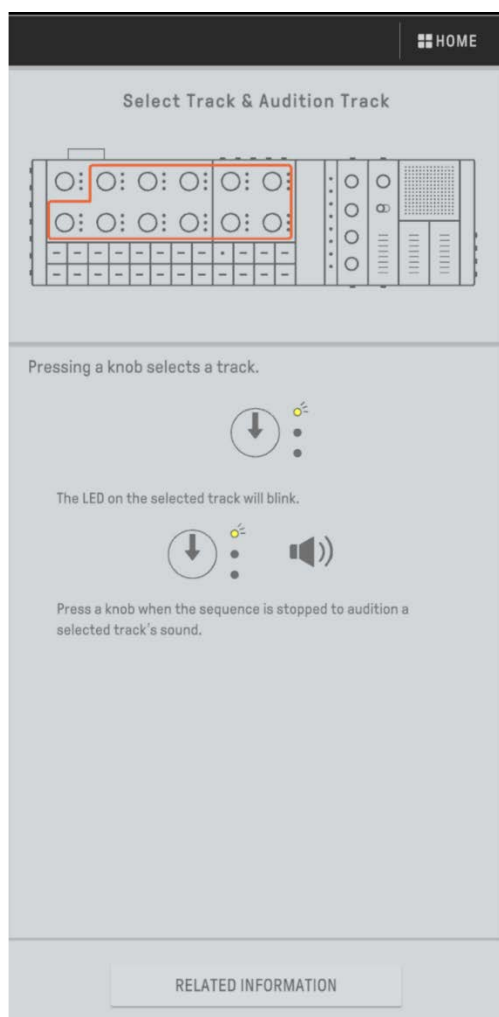 HOME
Select Track & Audition Track
Pressing a knob selects a track.
The LED on the selected track will blink.
Press a knob when the sequence is stopped to audition a
selected track's sound.
RELATED INFORMATION